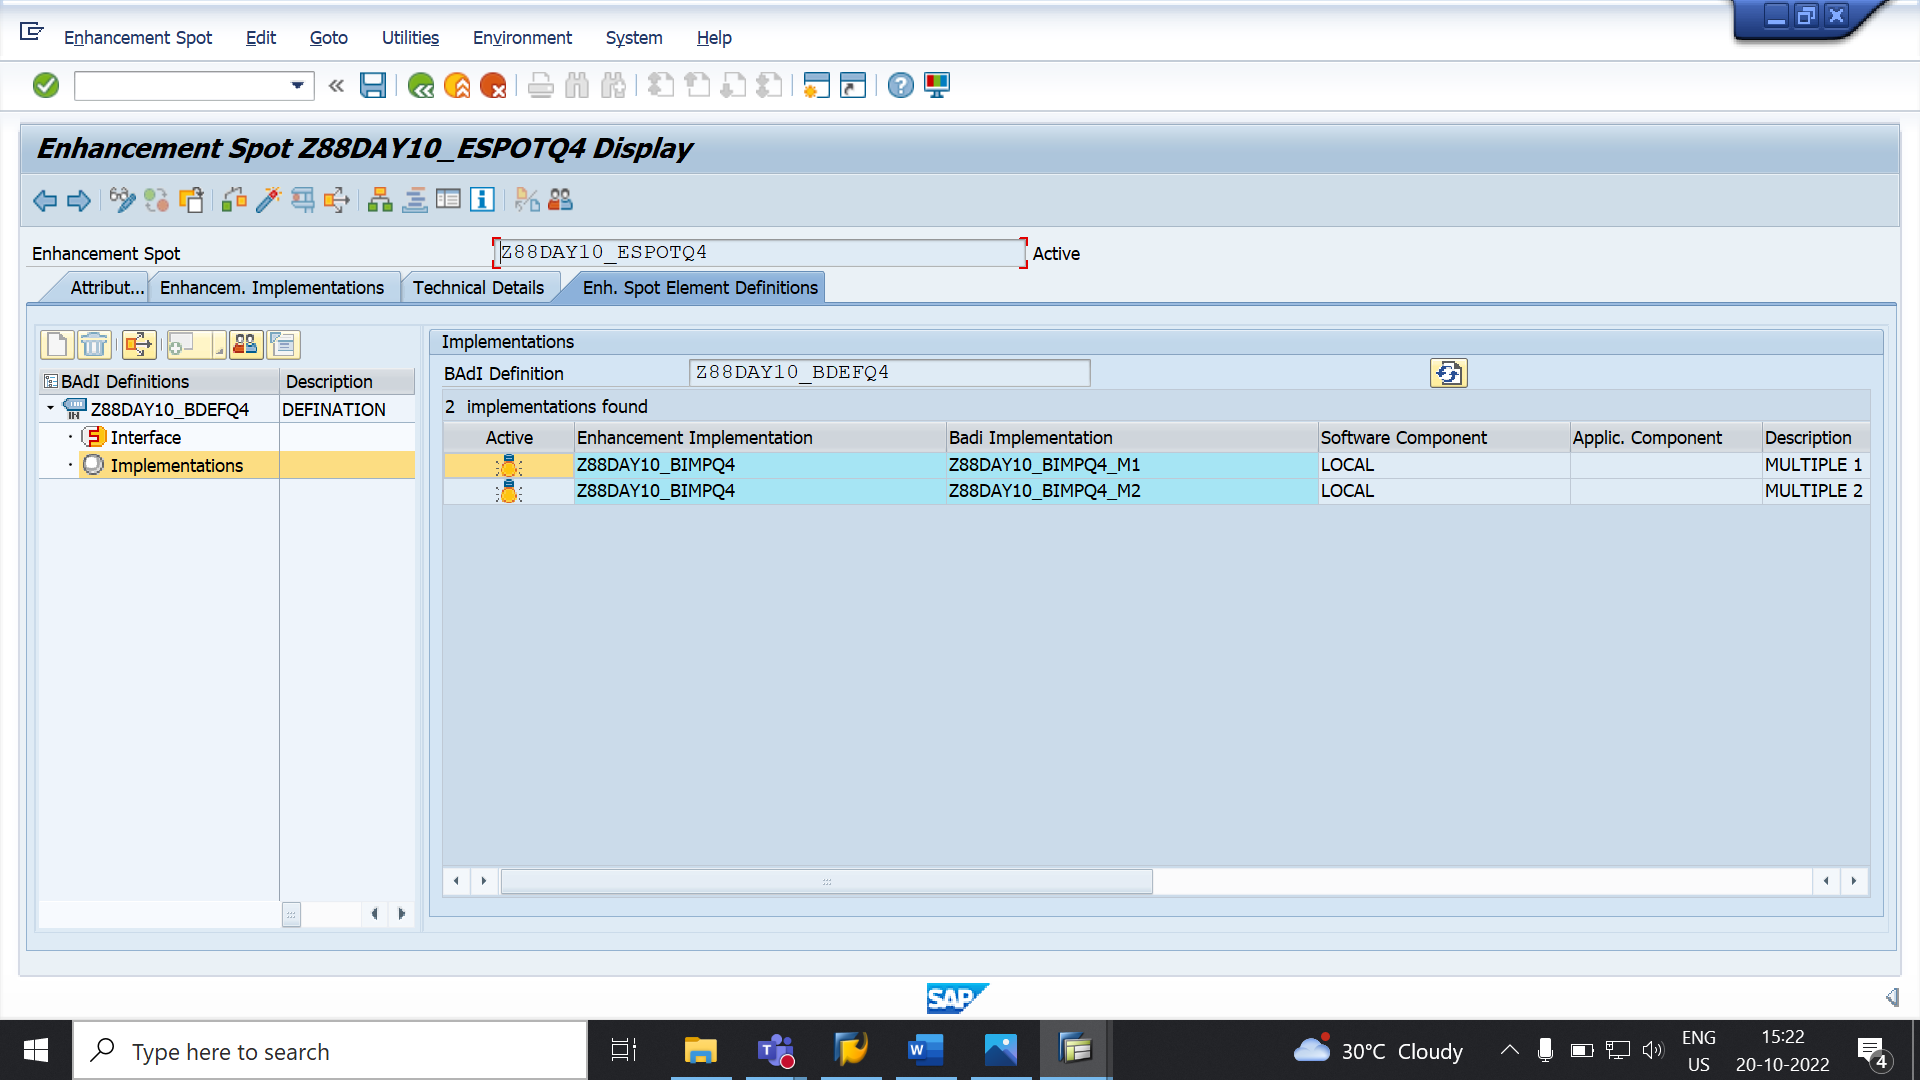 Enhancement Spot Edit Goto Utilities Environment System Help
Enhancement Spot Z88DAY10_ESPOTQ4 Display
Enhancement Spot Z88DAY10_ESPOTQ4 Active
Attribut... Enhancem. Implementations Technical Details Enh. Spot Element Definitions
BAdI Definitions Description
Z88DAY10_BDEFQ4 DEFINATION
Interface
Implementations
Implementations
BAdI Definition Z88DAY10_BDEFQ4
2 implementations found
Active Enhancement Implementation Badi Implementation Software Component Applic. Component Description
Z88DAY10_BIMPQ4 Z88DAY10_BIMPQ4_M1 LOCAL MULTIPLE 1
Z88DAY10_BIMPQ4 Z88DAY10_BIMPQ4_M2 LOCAL MULTIPLE 2
SAP
Type here to search
30°C Cloudy
ENG
US
15:22
20-10-2022
4